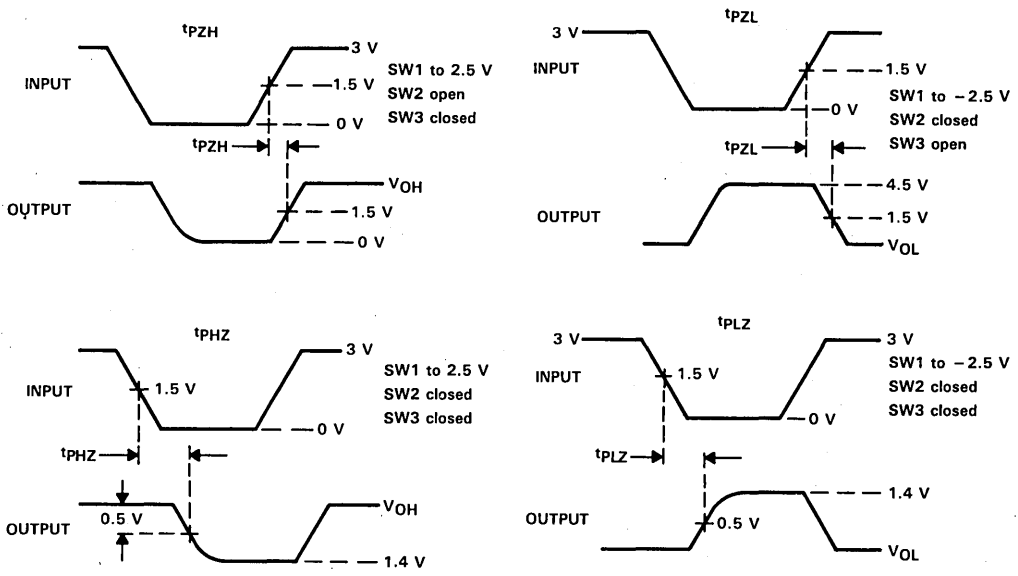 tPZH
INPUT
3 V
1.5 V
0 V
SW1 to 2.5 V
SW2 open
SW3 closed
tPZH
OUTPUT
VOH
1.5 V
0 V
tPZL
3 V
INPUT
1.5 V
0 V
SW1 to −2.5 V
SW2 closed
SW3 open
tPZL
OUTPUT
4.5 V
1.5 V
VOL
tPHZ
INPUT
3 V
1.5 V
0 V
SW1 to 2.5 V
SW2 closed
SW3 closed
tPHZ
0.5 V
OUTPUT
VOH
1.4 V
tPLZ
3 V
INPUT
3 V
1.5 V
0 V
SW1 to −2.5 V
SW2 closed
SW3 closed
tPLZ
OUTPUT
1.4 V
0.5 V
VOL